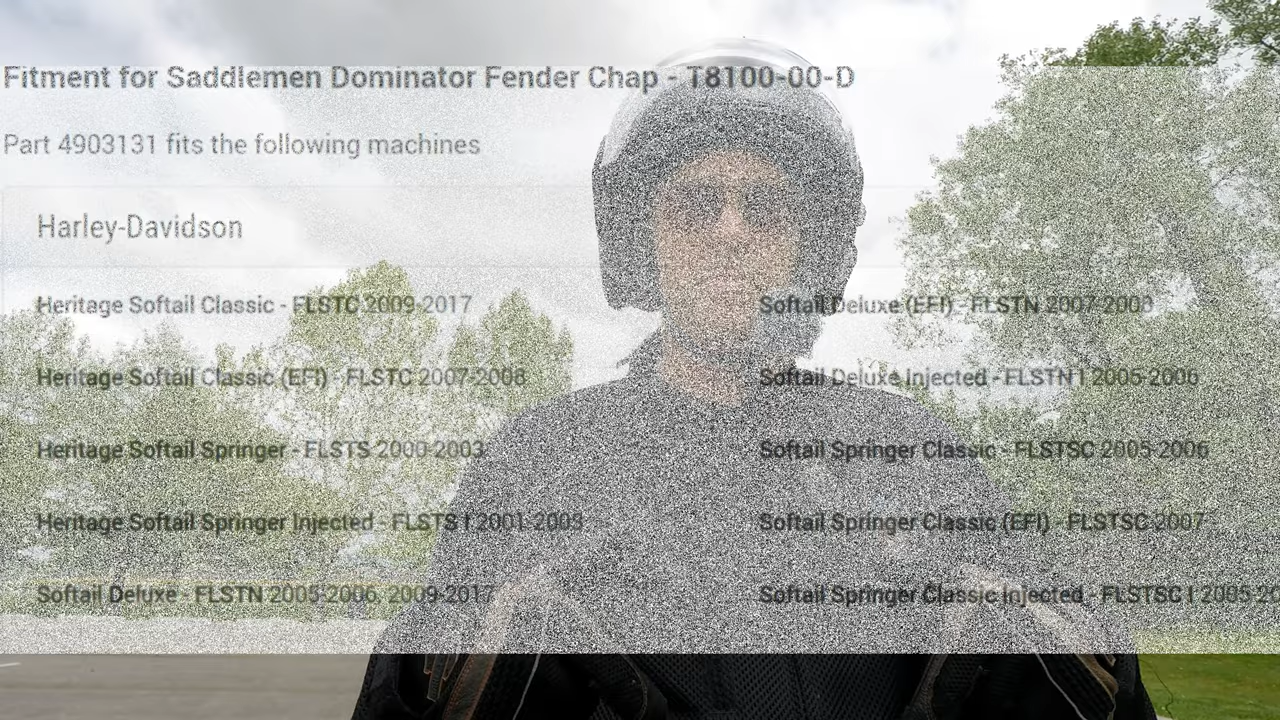 Fitment for Saddlemen Dominator Fender Chap - T8100-00-D
Part 4903131 fits the following machines
Harley-Davidson
Heritage Softail Classic - FLSTC 2009-2017
Softail Deluxe (EFI) - FLSTN 2007-2008
Heritage Softail Classic (EFI) - FLSTC 2007-2008
Softail Deluxe Injected - FLSTN I 2005-2006
Heritage Softail Springer - FLSTS 2000-2003
Softail Springer Classic - FLSTSC 2005-2006
Heritage Softail Springer Injected - FLSTS I 2001-2003
Softail Springer Classic (EFI) - FLSTSC 2007
Softail Deluxe - FLSTN 2005-2006, 2009-2017
Softail Springer Classic Injected - FLSTSC I 2005-20